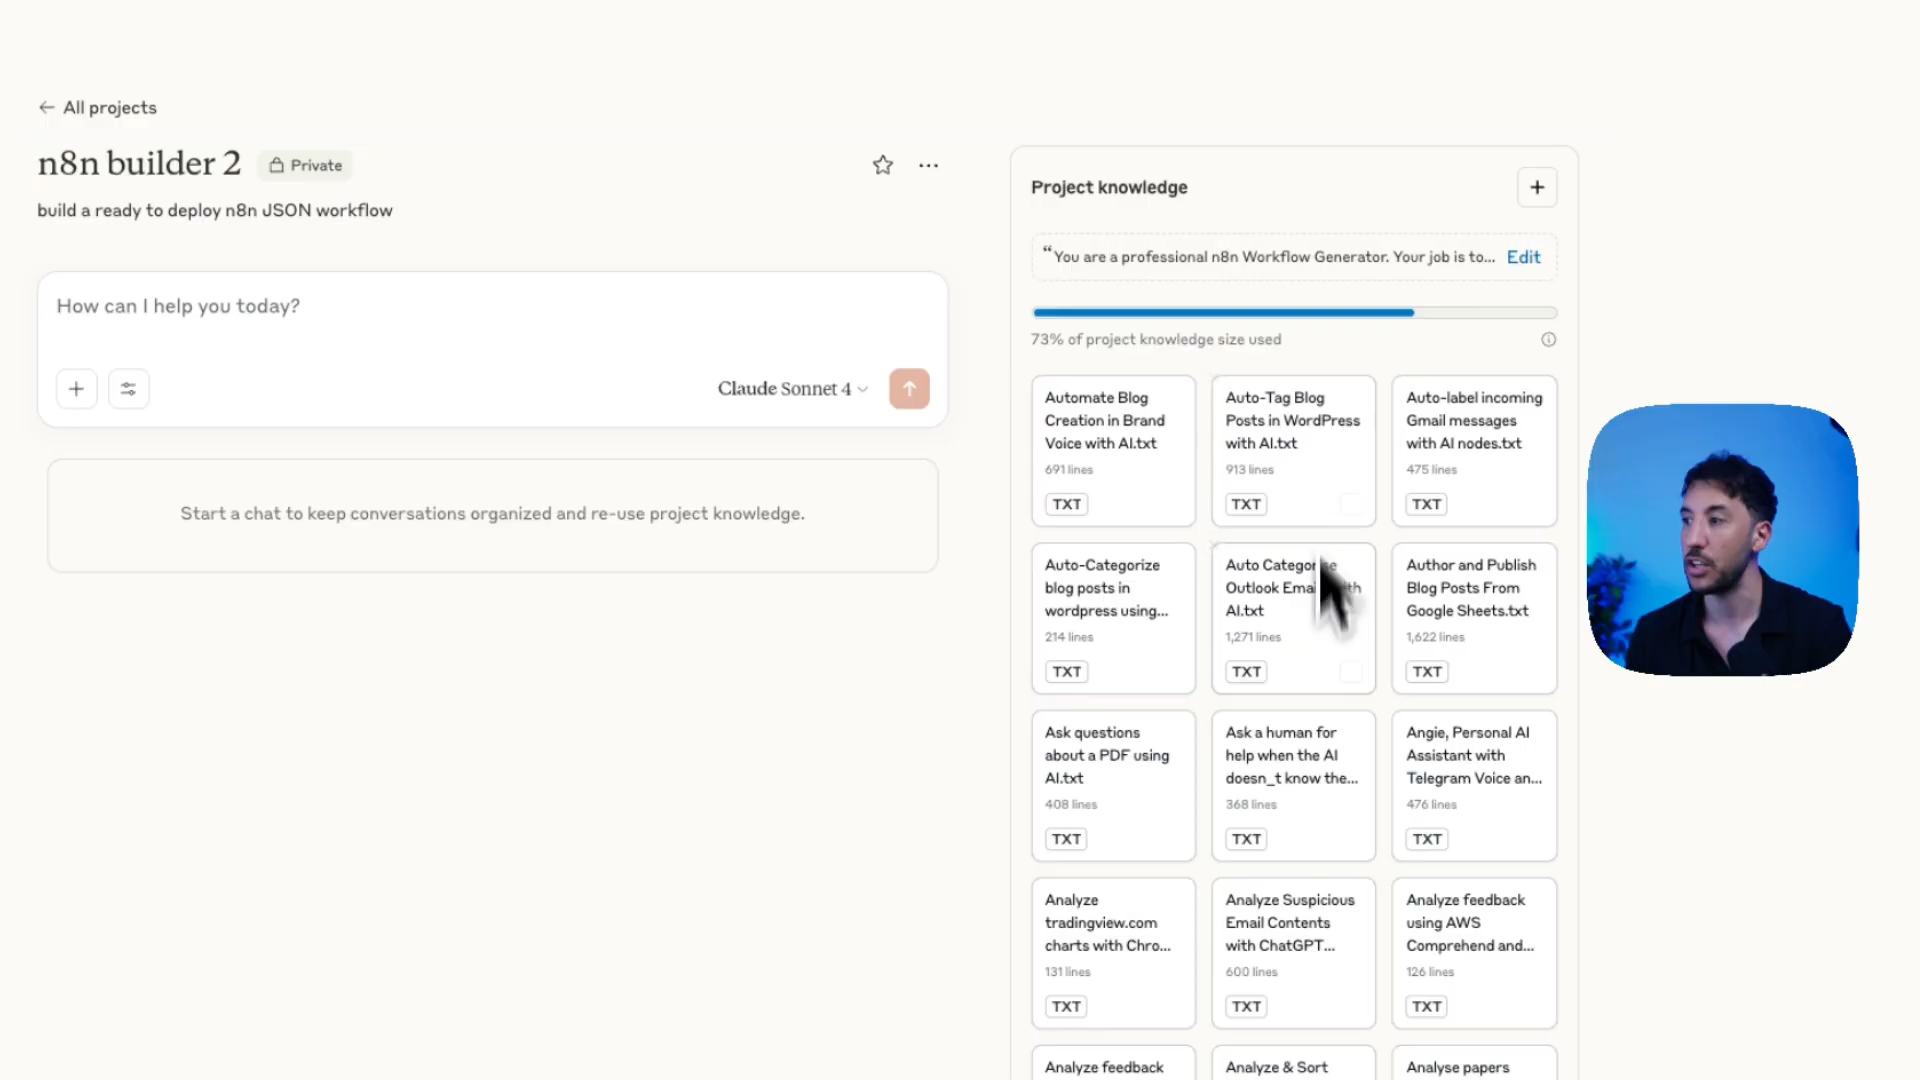 ← All projects
n8n builder 2
Private
build a ready to deploy n8n JSON workflow
How can I help you today?
Claude Sonnet 4
Start a chat to keep conversations organized and re-use project knowledge.
Project knowledge
“You are a professional n8n Workflow Generator. Your job is to... Edit
73% of project knowledge size used
Automate Blog
Creation in Brand
Voice with AI.txt
691 lines
TXT
Auto-Tag Blog
Posts in WordPress
with AI.txt
913 lines
TXT
Auto-label incoming
Gmail messages
with AI nodes.txt
475 lines
TXT
Auto-Categorize
blog posts in
wordpress using...
214 lines
TXT
Auto
Outlook
AI.txt
1,271 lines
TXT
Author and Publish
Blog Posts From
Google Sheets.txt
1,622 lines
TXT
Ask questions
about a PDF using
AI.txt
408 lines
TXT
Ask a human for
help when the AI
doesn_t know the...
368 lines
TXT
Angie, Personal AI
Assistant with
Telegram Voice an...
476 lines
TXT
Analyze
tradingview.com
charts with Chro...
131 lines
TXT
Analyze Suspicious
Email Contents
with ChatGPT...
600 lines
TXT
Analyze feedback
using AWS
Comprehend and...
126 lines
TXT
Analyze feedback
Analyze & Sort
Analyse papers